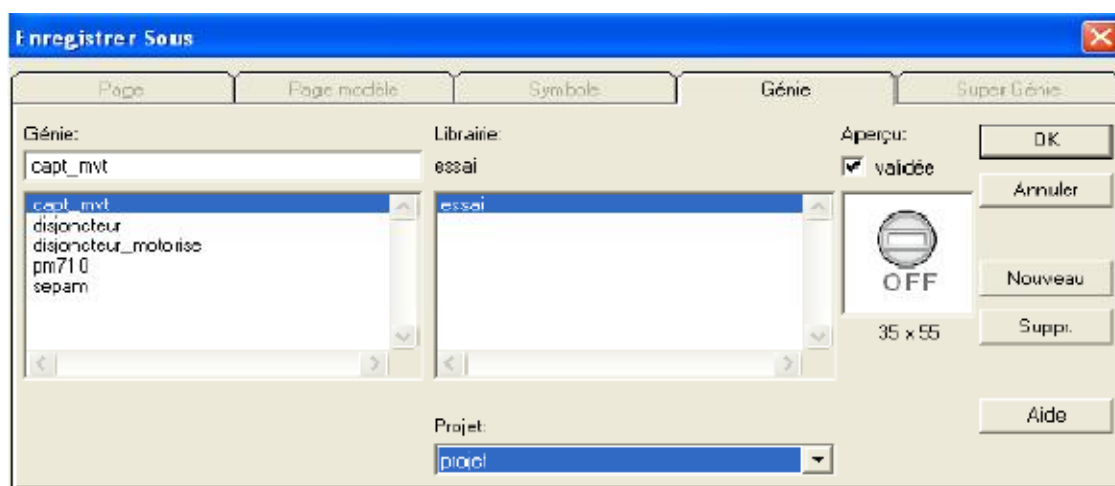 Enregistrer Sous
Page
Page modèle
Symbole
Génie
Super Génie
Génie:
capt_mvt
capt_mvt
disjoncteur
disjoncteur_motorise
pm710
sepam
Librairie:
essai
essai
Projet:
projet
Aperçu:
validée
OFF
35 x 55
OK
Annuler
Nouveau
Suppr.
Aide